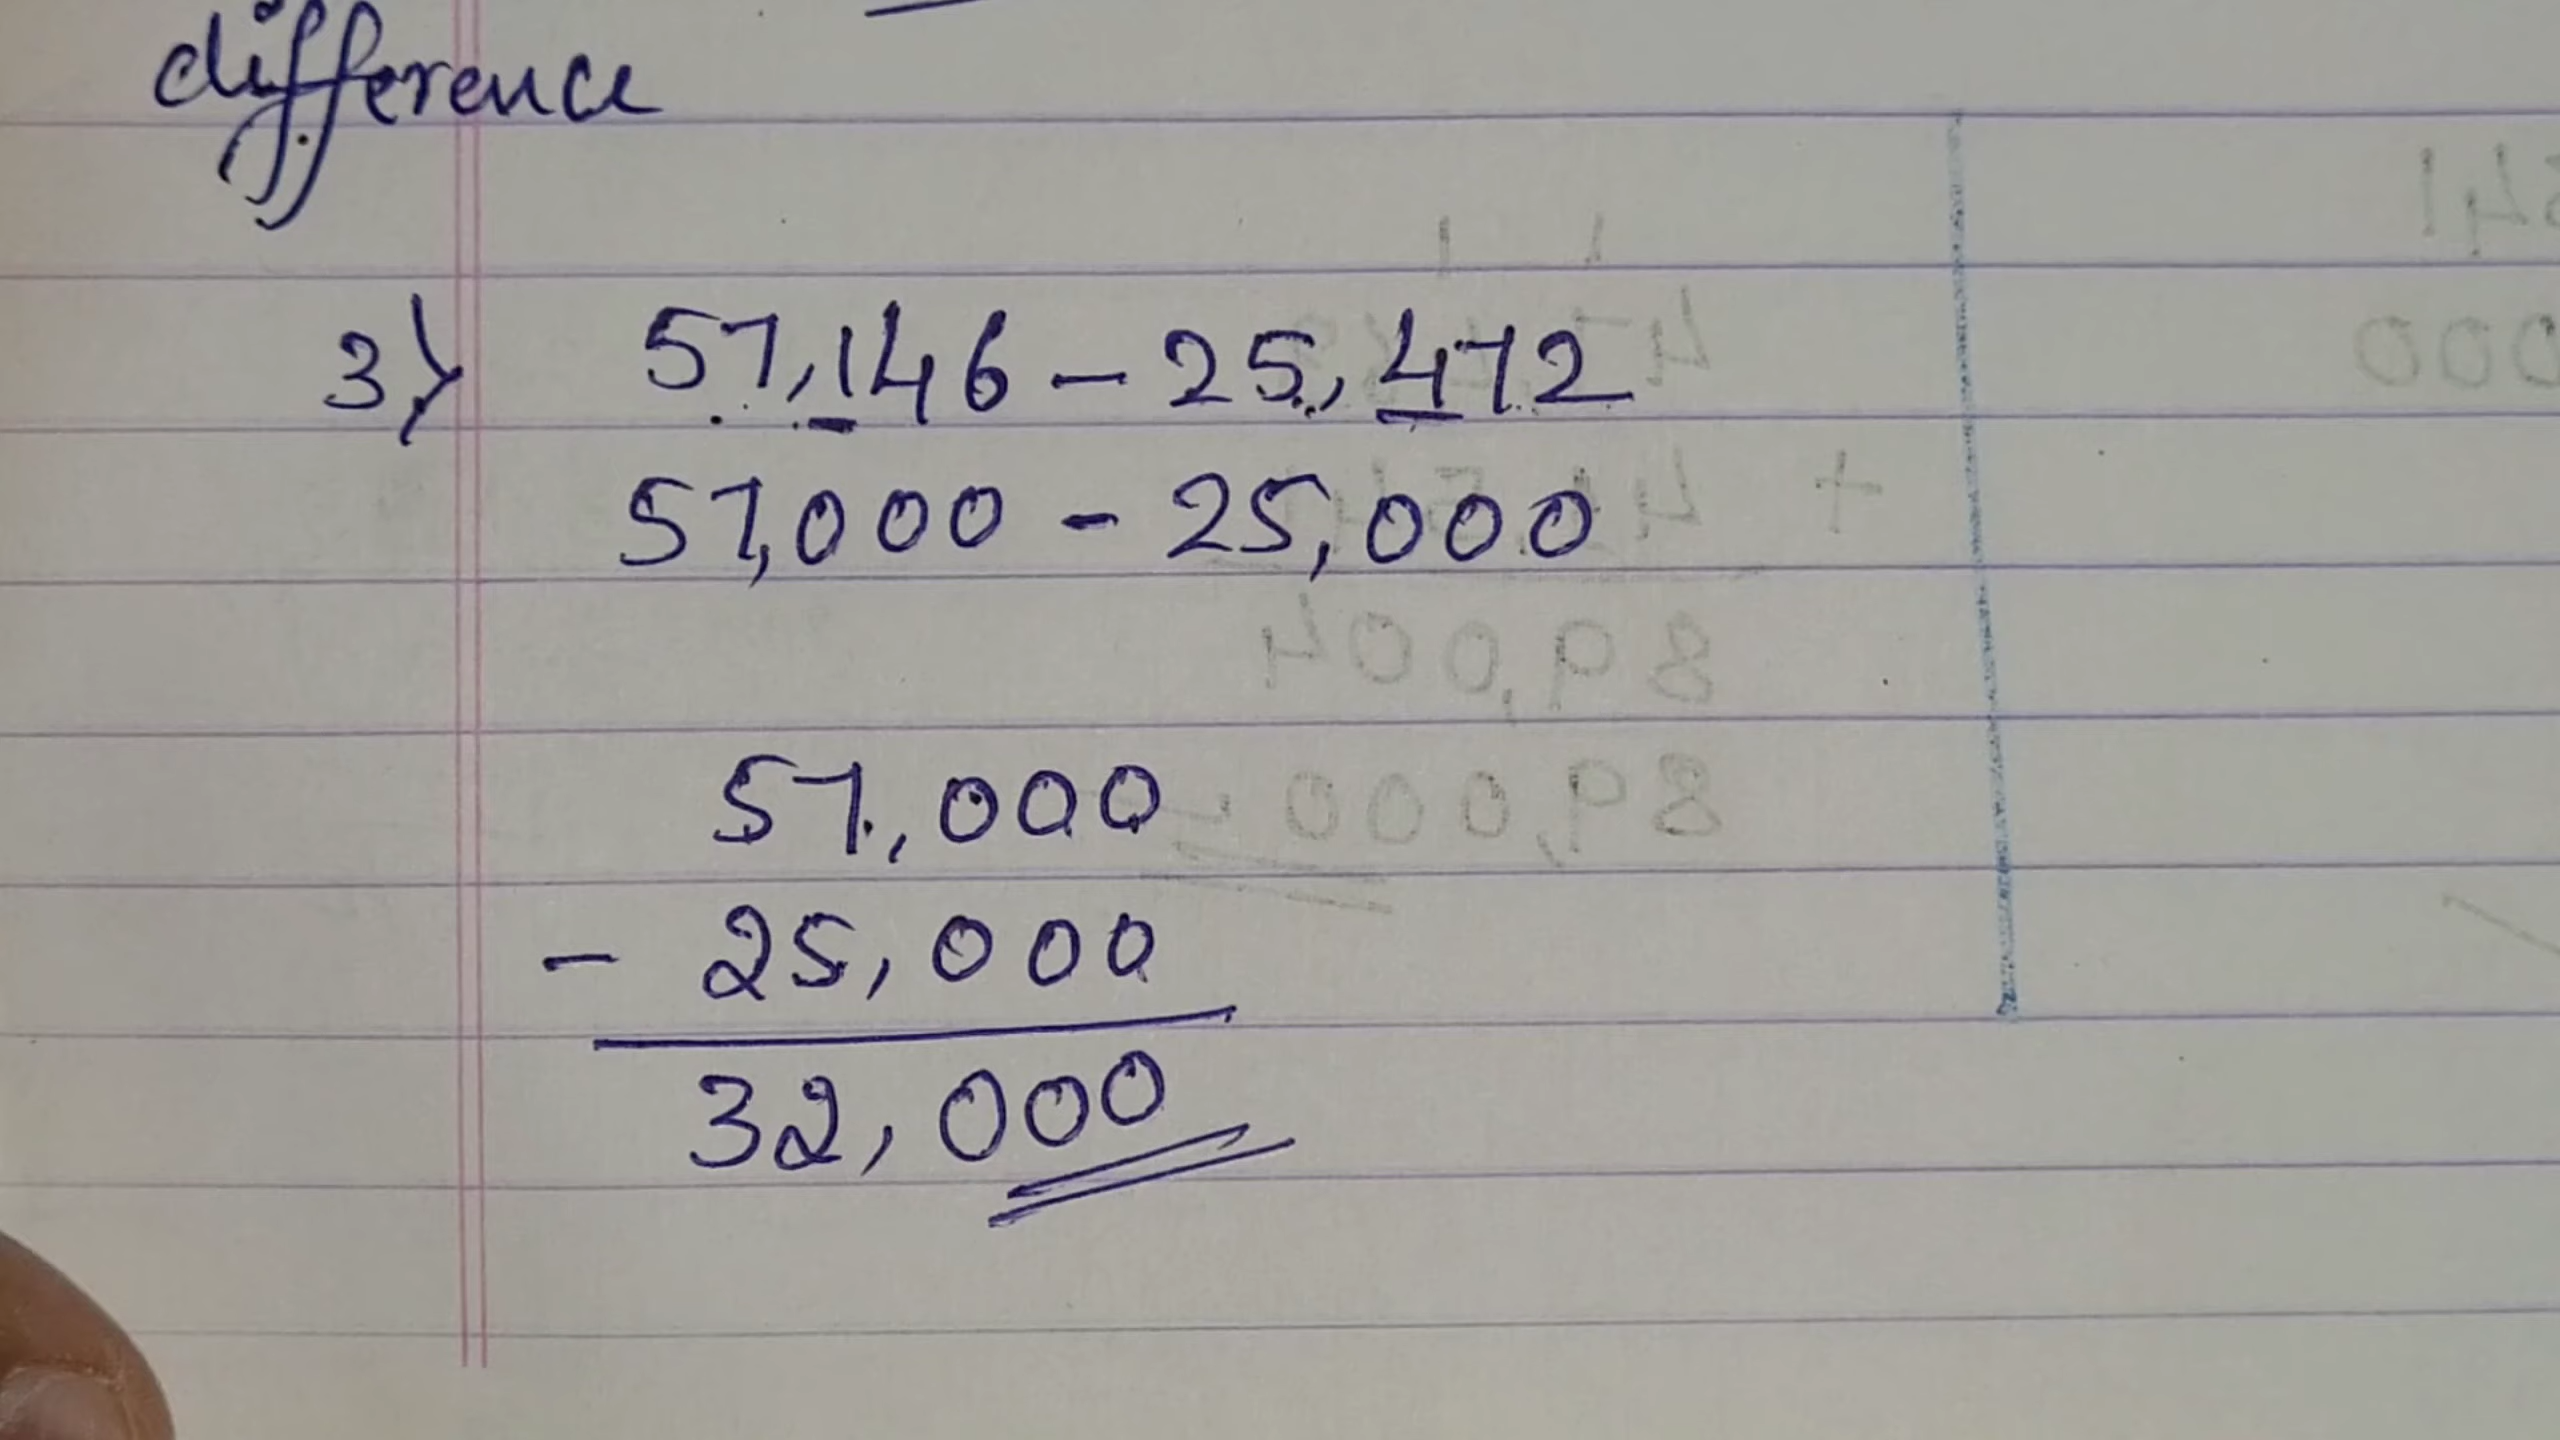 difference
3) 57,146 - 25,472
57,000 - 25,000
57,000
- 25,000
32,000